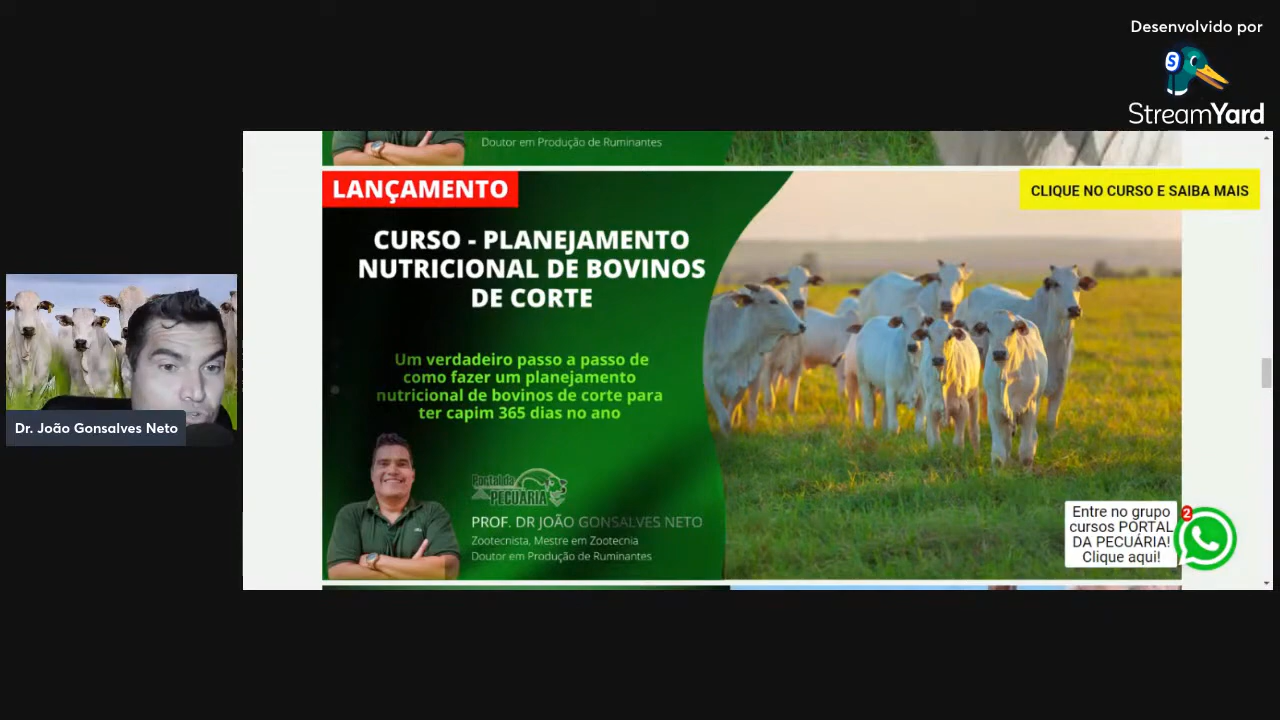 Desenvolvido por
StreamYard
Doutor em Produção de Ruminantes
LANÇAMENTO
CLIQUE NO CURSO E SAIBA MAIS
CURSO - PLANEJAMENTO
NUTRICIONAL DE BOVINOS
DE CORTE
Um verdadeiro passo a passo de
como fazer um planejamento
nutricional de bovinos de corte para
ter capim 365 dias no ano
Dr. João Gonsalves Neto
Portal da
PECUÁRIA
PROF. DR JOÃO GONSALVES NETO
Zootecnista, Mestre em Zootecnia
Doutor em Produção de Ruminantes
Entre no grupo
cursos PORTAL
DA PECUÁRIA!
Clique aqui!
2